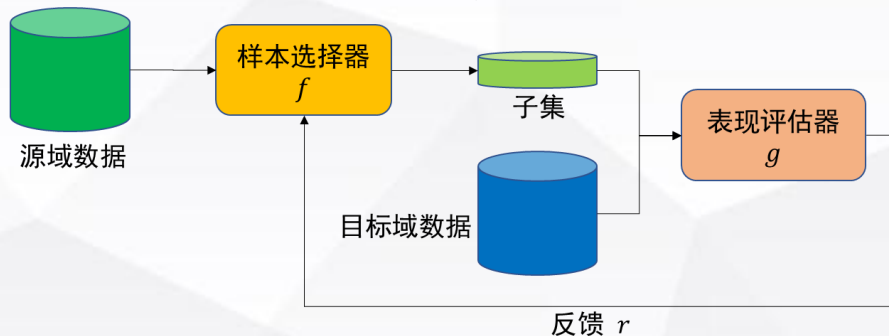 样本选择器
f
源域数据
子集
表现评估器
g
目标域数据
反馈 r